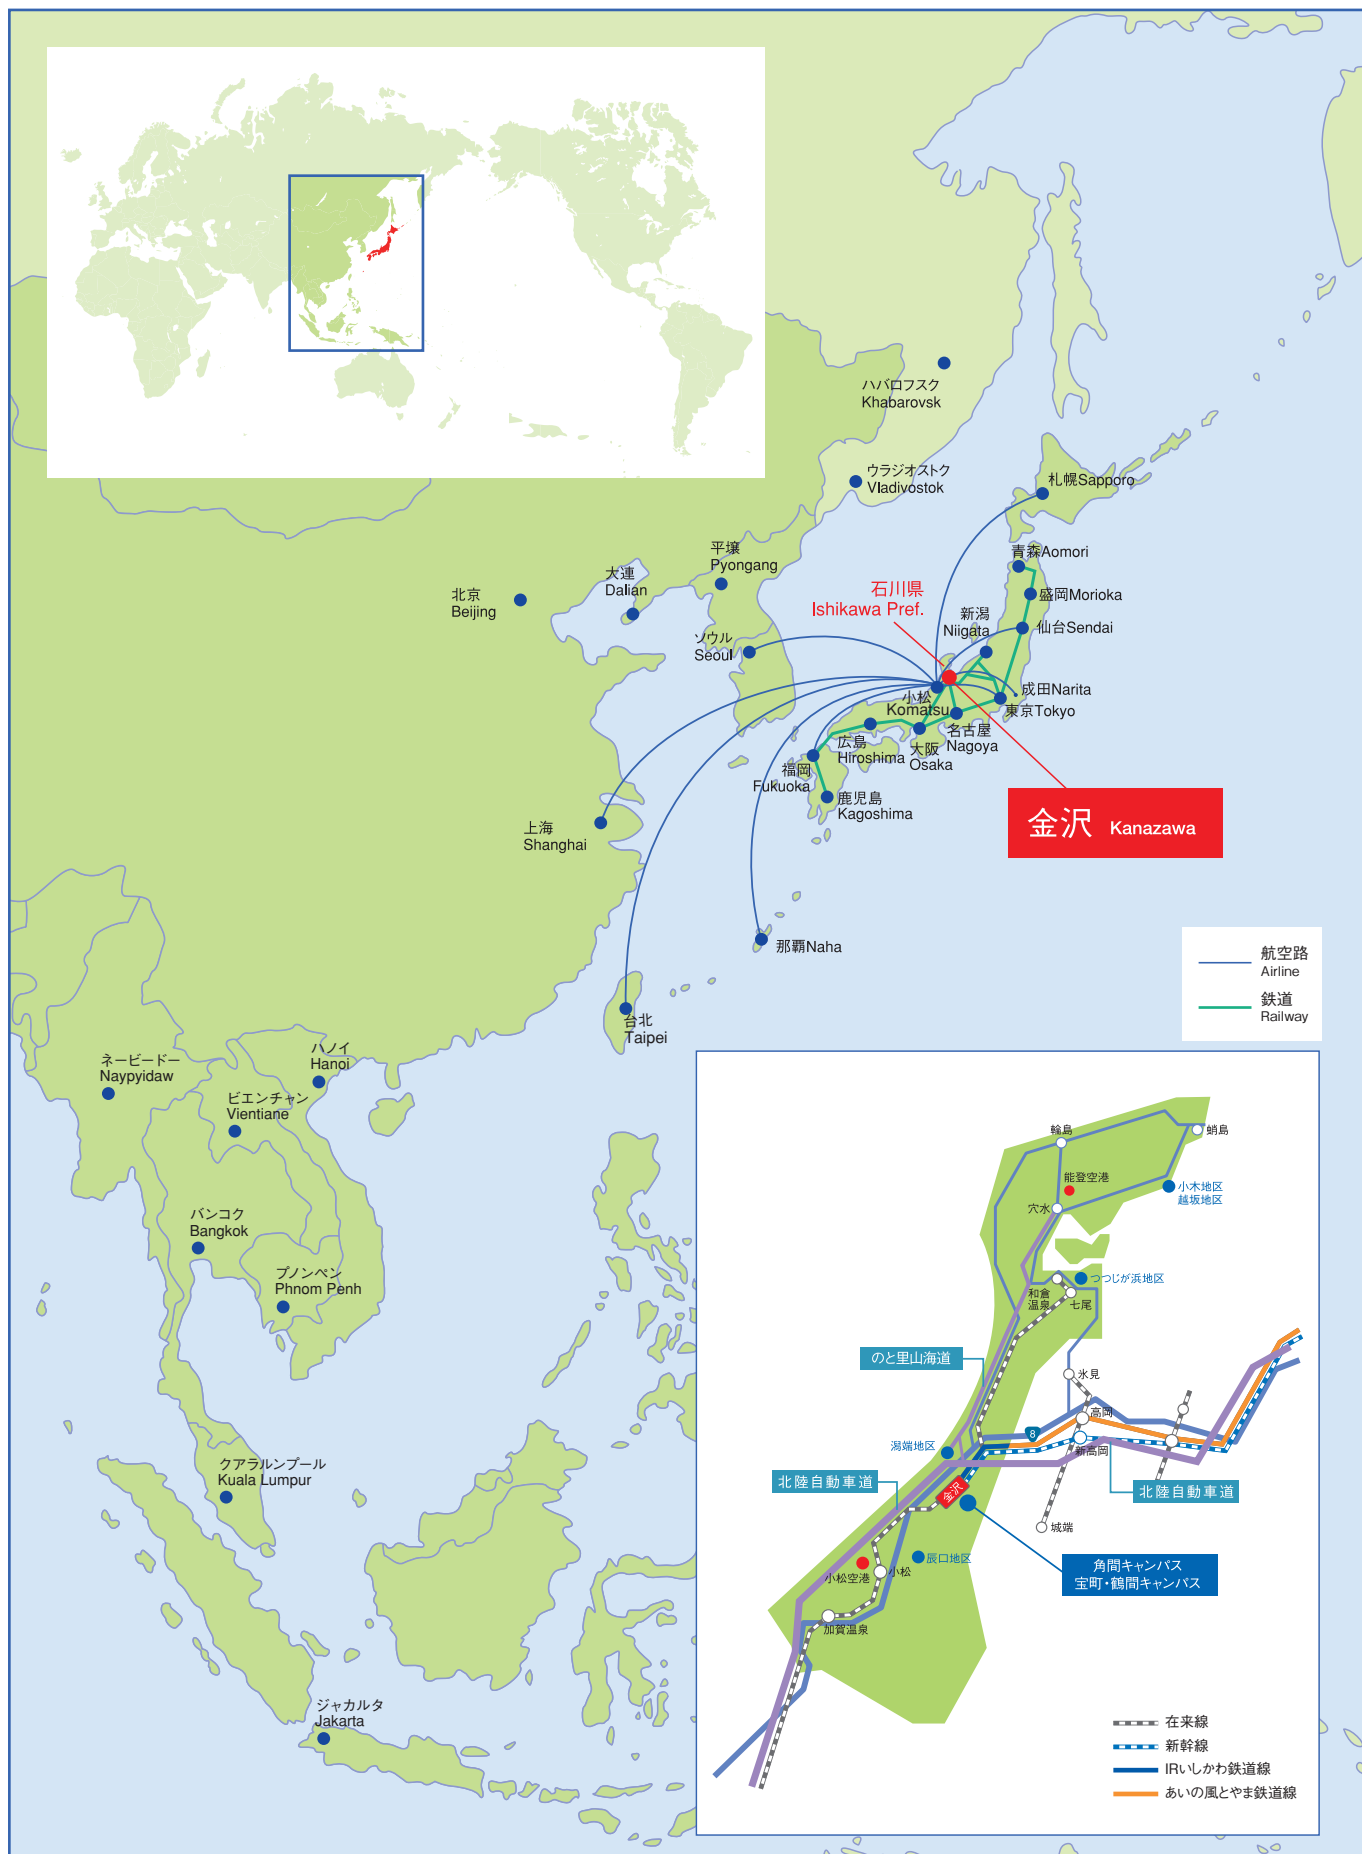 ハバロフスク
Khabarovsk
ウラジオストク
Vladivostok
札幌Sapporo
青森Aomori
盛岡Morioka
仙台Sendai
平壌
Pyongang
大連
Dalian
北京
Beijing
石川県
Ishikawa Pref.
新潟
Niigata
ソウル
Seoul
成田Narita
東京Tokyo
小松
Komatsu
名古屋
Nagoya
大阪
Osaka
広島
Hiroshima
福岡
Fukuoka
鹿児島
Kagoshima
金沢 Kanazawa
上海
Shanghai
那覇Naha
台北
Taipei
航空路
Airline
鉄道
Railway
ハノイ
Hanoi
ネーピードー
Naypyidaw
ビエンチャン
Vientiane
バンコク
Bangkok
プノンペン
Phnom Penh
クアラルンプール
Kuala Lumpur
ジャカルタ
Jakarta
輪島
蛸島
能登空港
小木地区
越坂地区
穴水
つつじが浜地区
和倉
温泉
七尾
のと里山海道
氷見
高岡
8
新高岡
潟端地区
北陸自動車道
北陸自動車道
金沢
城端
角間キャンパス
宝町・鶴間キャンパス
辰口地区
小松空港
小松
加賀温泉
在来線
新幹線
IRいしかわ鉄道線
あいの風とやま鉄道線